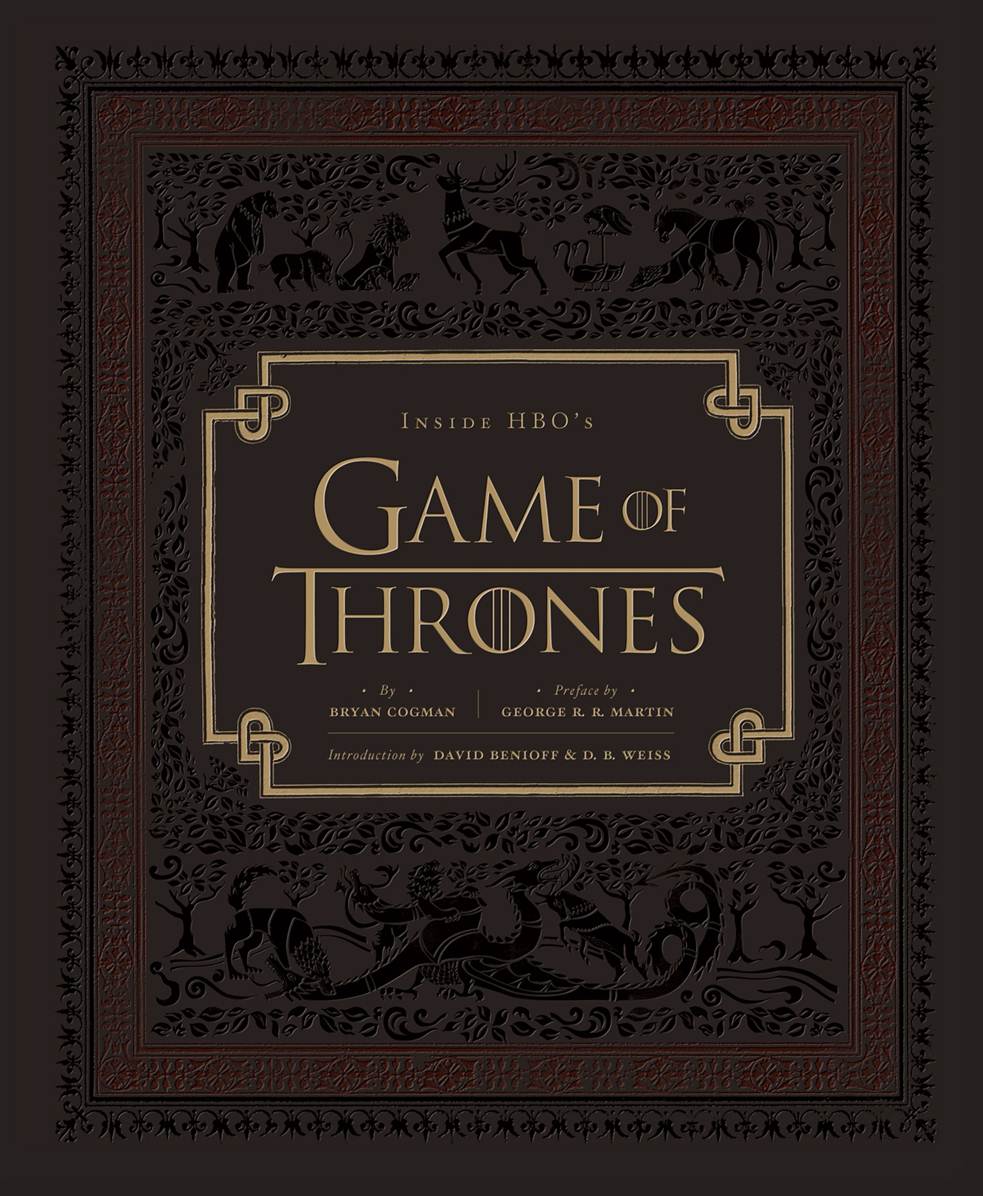 INSIDE HBO'S
GAME OF
THRONES
• By •
BRYAN COGMAN
• Preface by •
GEORGE R. R. MARTIN
Introduction by DAVID BENIOFF & D. B. WEISS